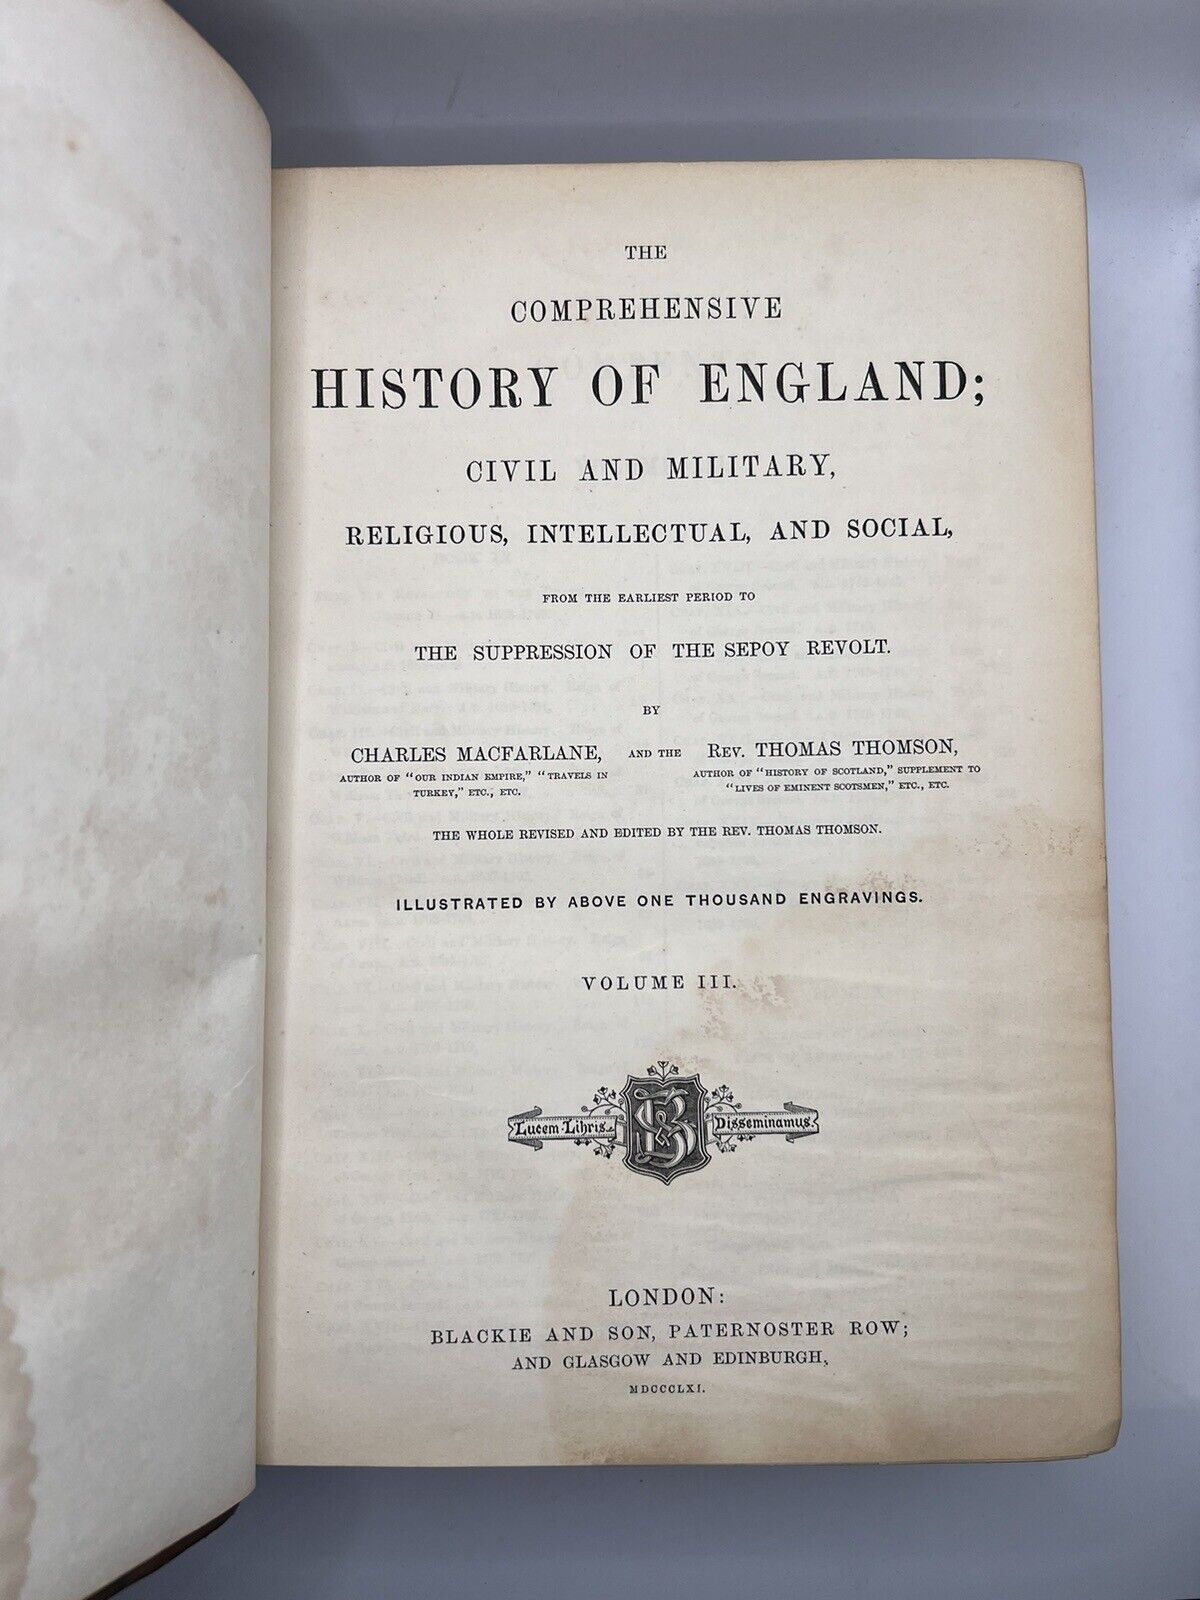 THE
COMPREHENSIVE
HISTORY OF ENGLAND;
CIVIL AND MILITARY,
RELIGIOUS, INTELLECTUAL, AND SOCIAL,
FROM THE EARLIEST PERIOD TO
THE SUPPRESSION OF THE SEPOY REVOLT.
BY
CHARLES MACFARLANE, AND THE REV. THOMAS THOMSON,
AUTHOR OF "OUR INDIAN EMPIRE," "TRAVELS IN
TURKEY," ETC., ETC.
AUTHOR OF "HISTORY OF SCOTLAND," SUPPLEMENT TO
"LIVES OF EMINENT SCOTSMEN," ETC., ETC.
THE WHOLE REVISED AND EDITED BY THE REV. THOMAS THOMSON.
ILLUSTRATED BY ABOVE ONE THOUSAND ENGRAVINGS.
VOLUME III.
Lucem Libris Disseminamus
LONDON:
BLACKIE AND SON, PATERNOSTER ROW;
AND GLASGOW AND EDINBURGH,
MDCCCLXI.